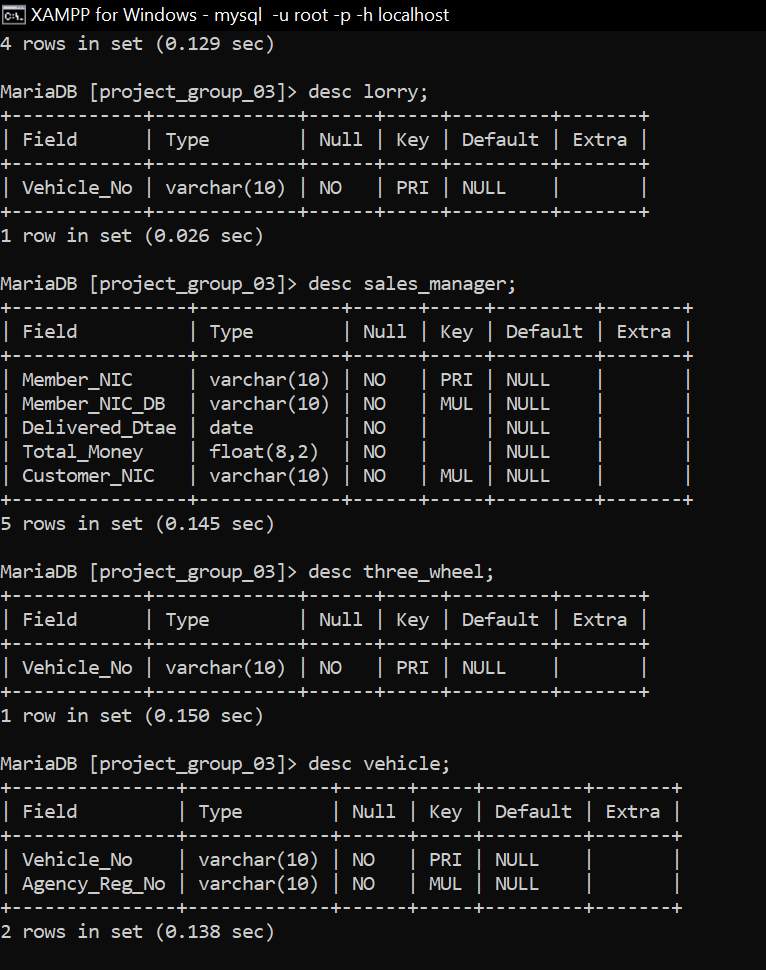 XAMPP for Windows - mysql  -u root -p -h localhost
4 rows in set (0.129 sec)
MariaDB [project_group_03]> desc lorry;
+------------+-------------+------+-----+---------+-------+
| Field      | Type        | Null | Key | Default | Extra |
+------------+-------------+------+-----+---------+-------+
| Vehicle_No | varchar(10) | NO   | PRI | NULL    |       |
+------------+-------------+------+-----+---------+-------+
1 row in set (0.026 sec)
MariaDB [project_group_03]> desc sales_manager;
+----------------+-------------+------+-----+---------+-------+
| Field          | Type        | Null | Key | Default | Extra |
+----------------+-------------+------+-----+---------+-------+
| Member_NIC     | varchar(10) | NO   | PRI | NULL    |       |
| Member_NIC_DB  | varchar(10) | NO   | MUL | NULL    |       |
| Delivered_Dtae | date        | NO   |     | NULL    |       |
| Total_Money    | float(8,2)  | NO   |     | NULL    |       |
| Customer_NIC   | varchar(10) | NO   | MUL | NULL    |       |
+----------------+-------------+------+-----+---------+-------+
5 rows in set (0.145 sec)
MariaDB [project_group_03]> desc three_wheel;
+------------+-------------+------+-----+---------+-------+
| Field      | Type        | Null | Key | Default | Extra |
+------------+-------------+------+-----+---------+-------+
| Vehicle_No | varchar(10) | NO   | PRI | NULL    |       |
+------------+-------------+------+-----+---------+-------+
1 row in set (0.150 sec)
MariaDB [project_group_03]> desc vehicle;
+---------------+-------------+------+-----+---------+-------+
| Field         | Type        | Null | Key | Default | Extra |
+---------------+-------------+------+-----+---------+-------+
| Vehicle_No    | varchar(10) | NO   | PRI | NULL    |       |
| Agency_Reg_No | varchar(10) | NO   | MUL | NULL    |       |
+---------------+-------------+------+-----+---------+-------+
2 rows in set (0.138 sec)